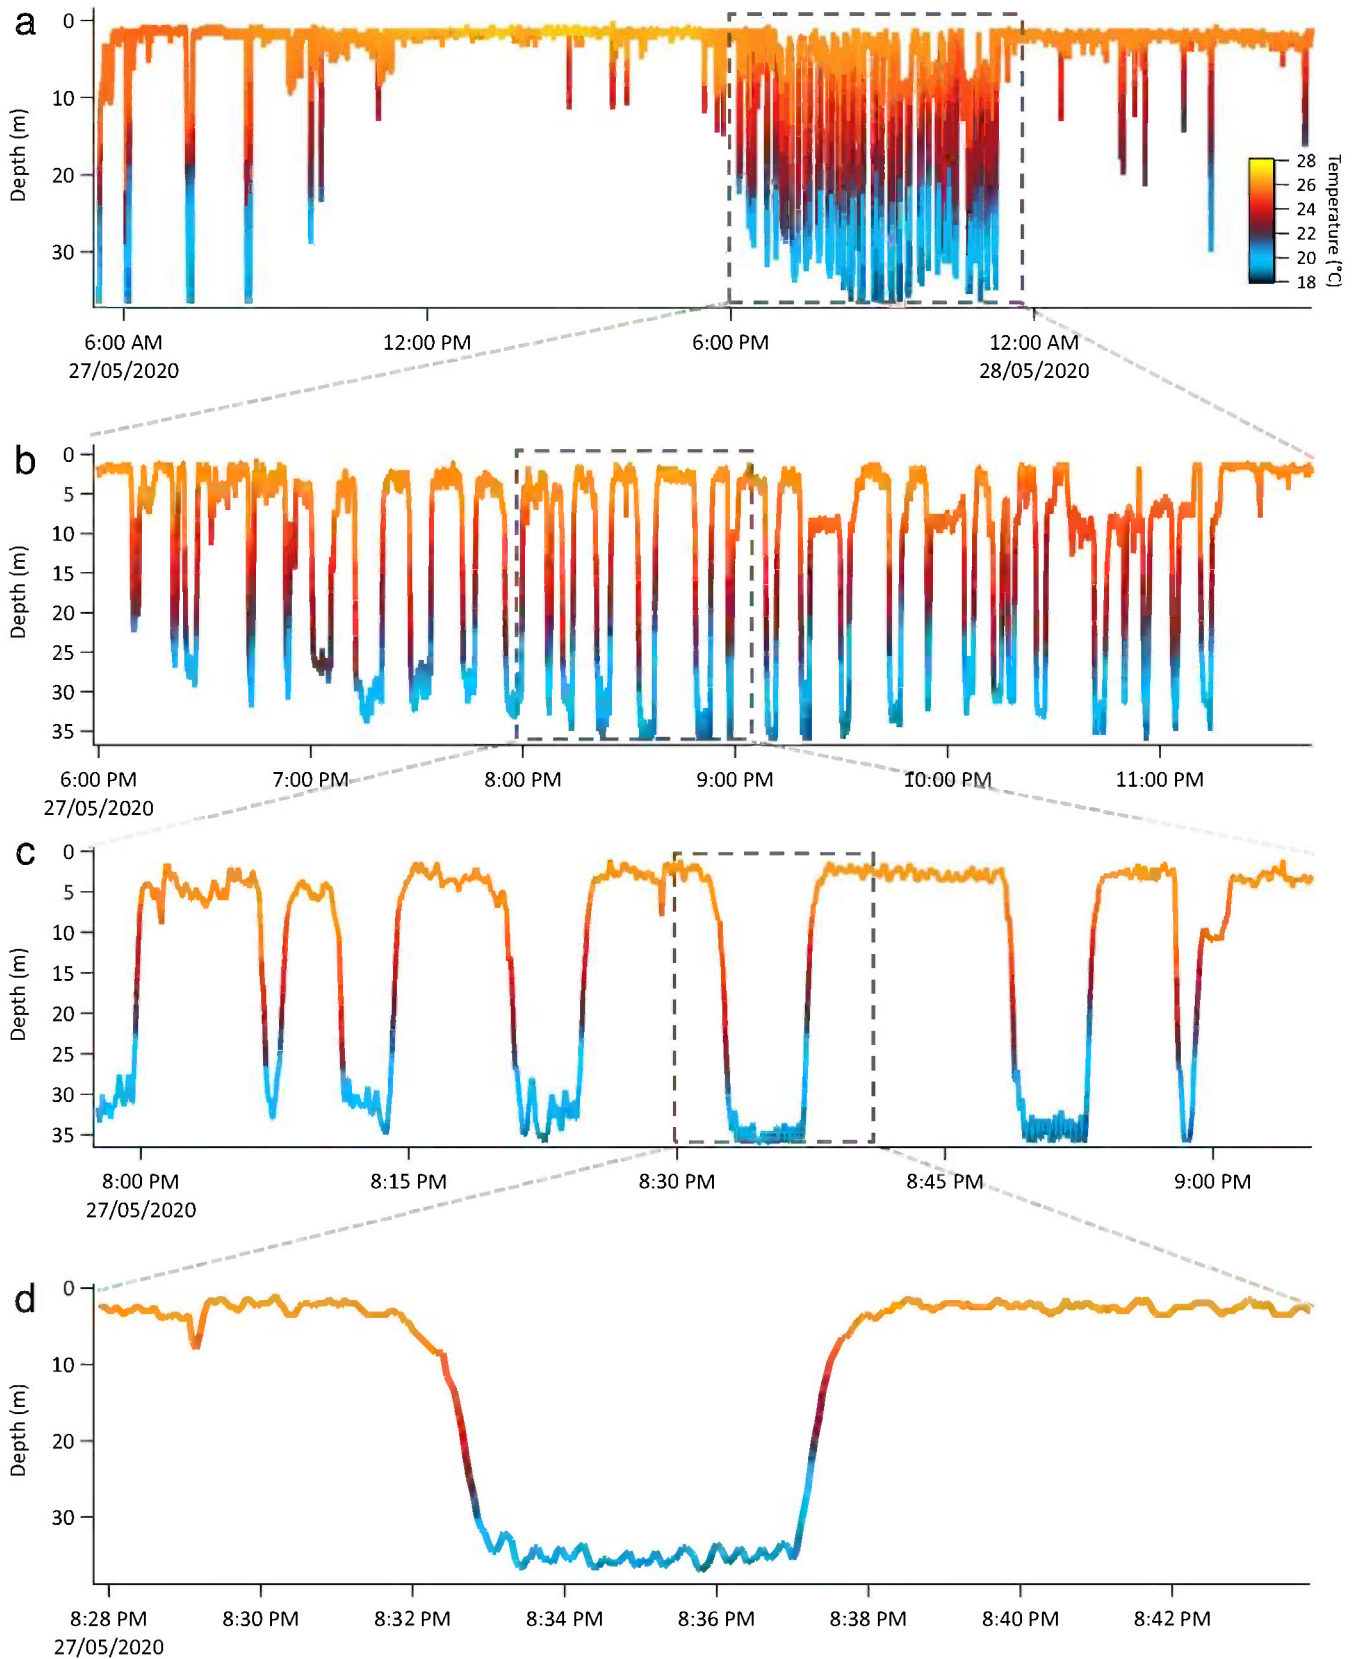 a
0
10
20
30
Depth (m)
28
26
24
22
20
18
Temperature (°C)
6:00 AM
12:00 PM
6:00 PM
12:00 AM
27/05/2020
28/05/2020
b
0
5
10
15
20
25
30
35
Depth (m)
6:00 PM
7:00 PM
8:00 PM
9:00 PM
10:00 PM
11:00 PM
27/05/2020
c
0
5
10
15
20
25
30
35
Depth (m)
8:00 PM
8:15 PM
8:30 PM
8:45 PM
9:00 PM
27/05/2020
d
0
10
20
30
Depth (m)
8:28 PM
8:30 PM
8:32 PM
8:34 PM
8:36 PM
8:38 PM
8:40 PM
8:42 PM
27/05/2020